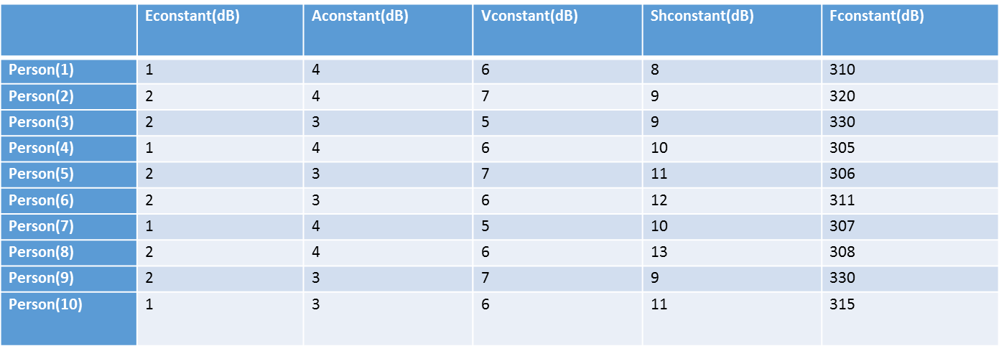 Econstant(dB) Aconstant(dB) Vconstant(dB) Shconstant(dB) Fconstant(dB)
Person(1) 1 4 6 8 310
Person(2) 2 4 7 9 320
Person(3) 2 3 5 9 330
Person(4) 1 4 6 10 305
Person(5) 2 3 7 11 306
Person(6) 2 3 6 12 311
Person(7) 1 4 5 10 307
Person(8) 2 4 6 13 308
Person(9) 2 3 7 9 330
Person(10) 1 3 6 11 315